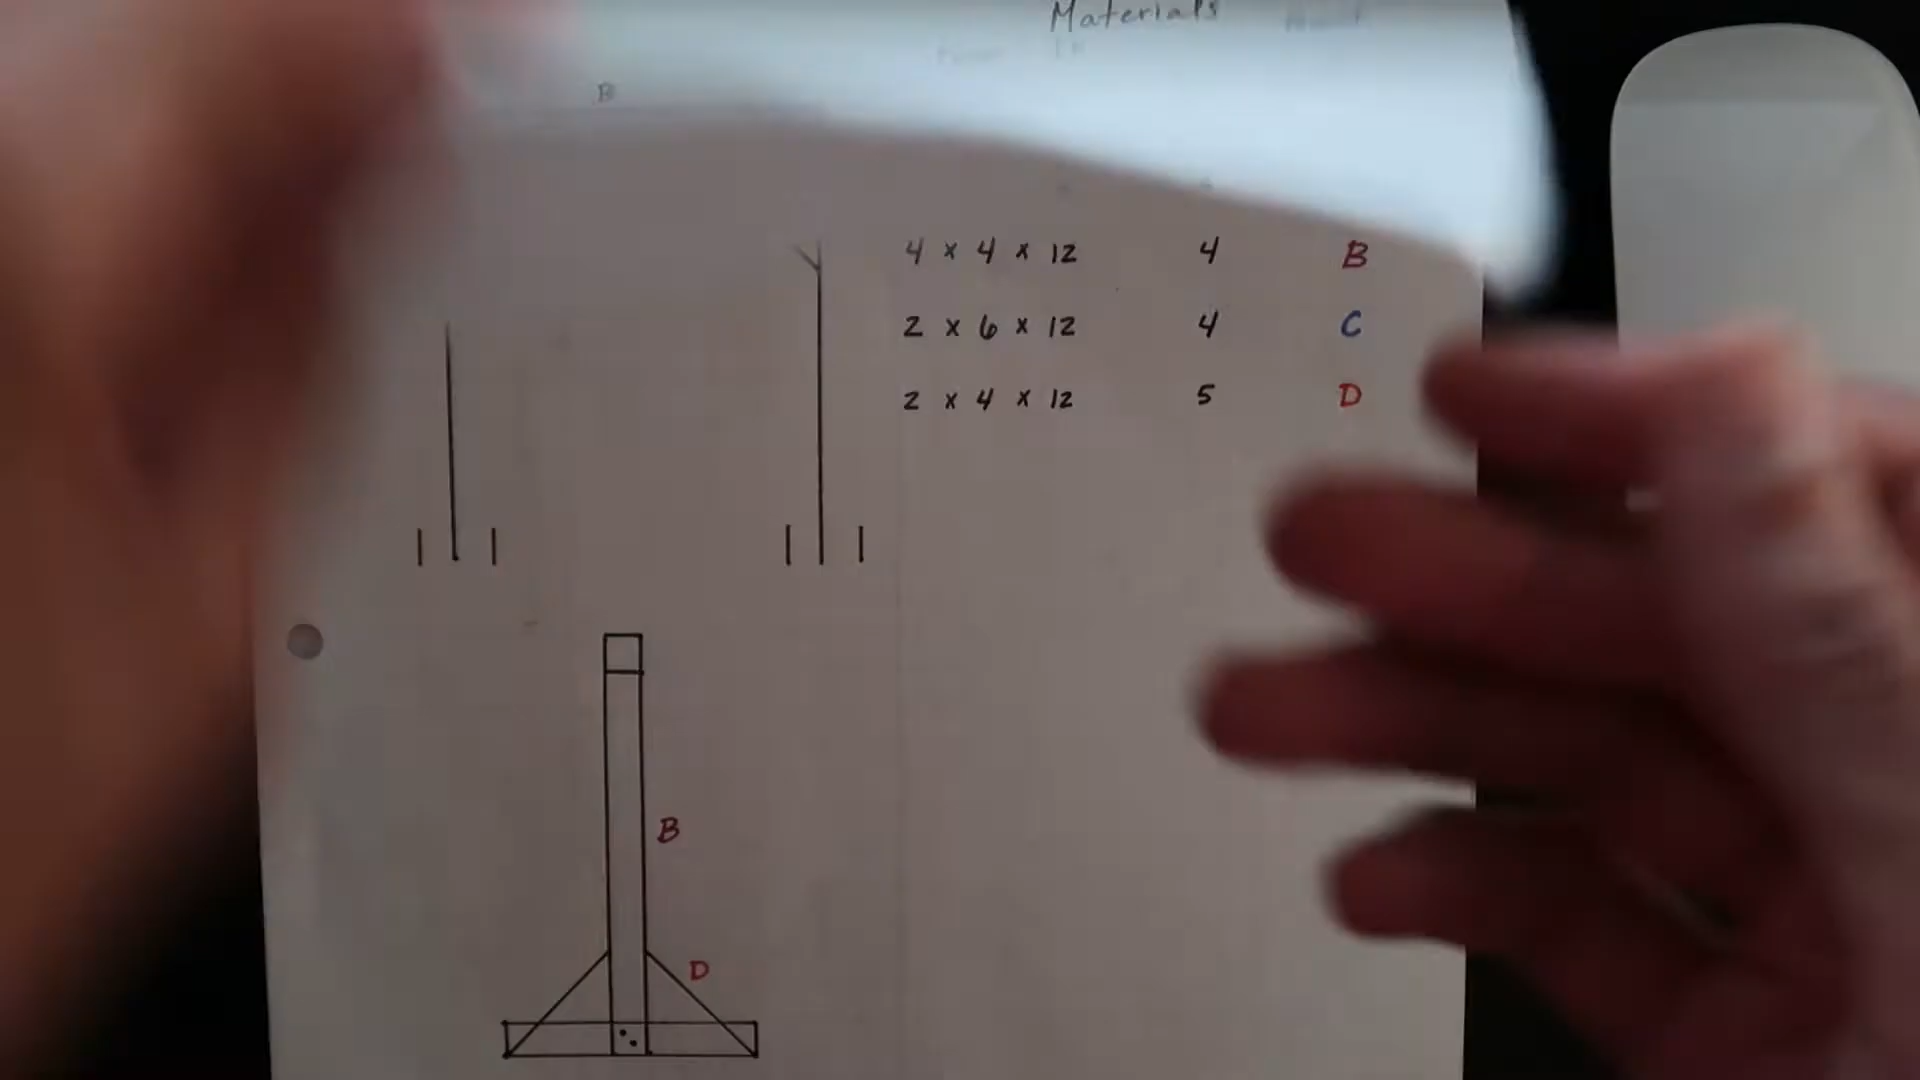 Materials
B
4 x 4 x 12 4 B
2 x 6 x 12 4 C
2 x 4 x 12 5 D
B
D